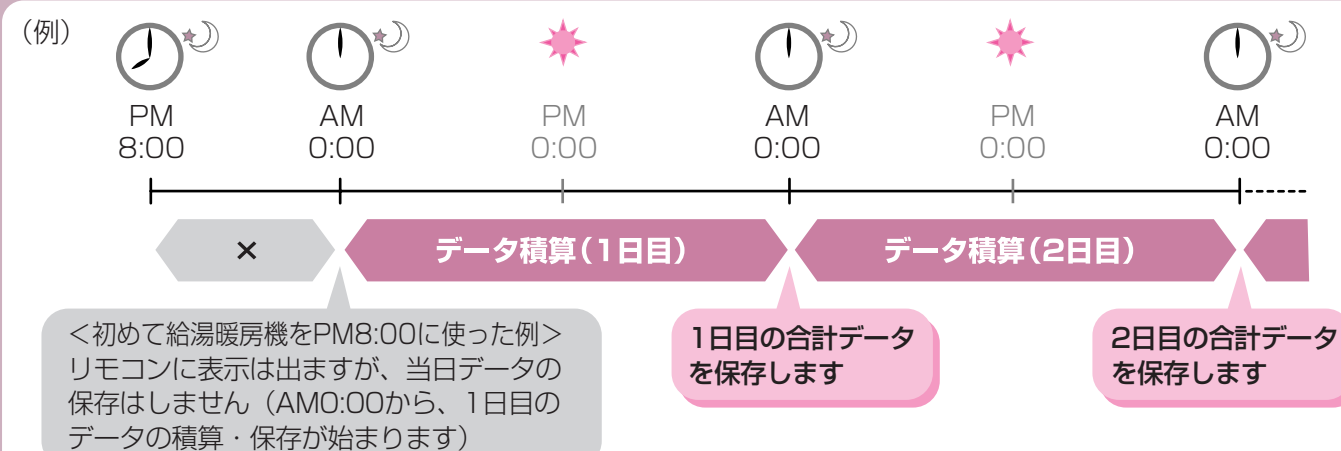 （例）
PM
8:00
AM
0:00
PM
0:00
AM
0:00
PM
0:00
AM
0:00
×
データ積算（1日目）
データ積算（2日目）
＜初めて給湯暖房機をPM8:00に使った例＞
リモコンに表示は出ますが、当日データの
保存はしません（AM0:00から、1日目の
データの積算・保存が始まります）
1日目の合計データ
を保存します
2日目の合計データ
を保存します